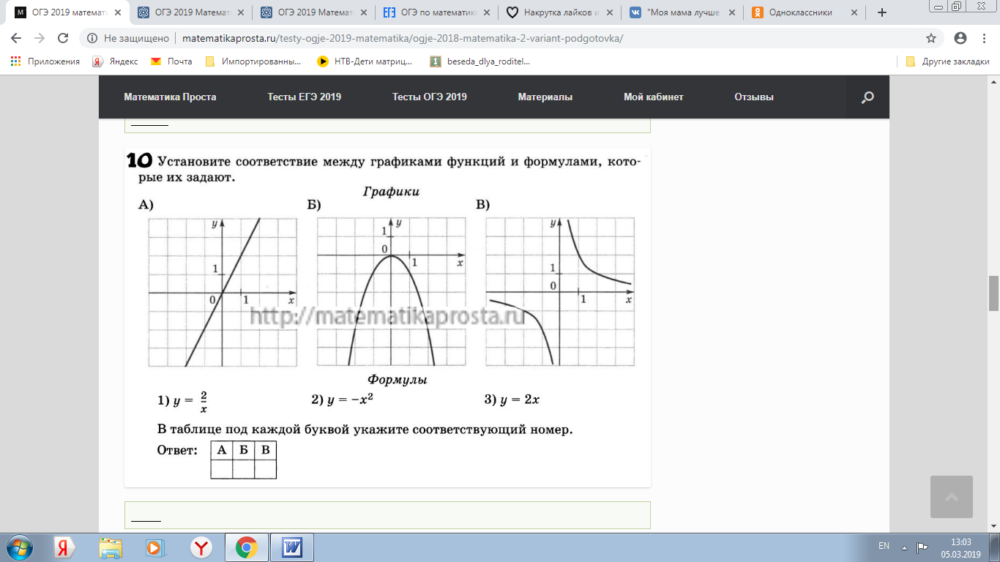 ОГЭ 2019 математи
ОГЭ 2019 Математ
ОГЭ 2019 Математ
ОГЭ по математик
Накрутка лайков и
"Моя мама лучше
Одноклассники
Не защищено
matematikaprosta.ru/testy-ogje-2019-matematika/ogje-2018-matematika-2-variant-podgotovka/
Приложения
Яндекс
Почта
Импортированны...
НТВ-Дети матриц...
beseda_dlya_roditel...
Другие закладки
Математика Проста
Тесты ЕГЭ 2019
Тесты ОГЭ 2019
Материалы
Мой кабинет
Отзывы
10 Установите соответствие между графиками функций и формулами, кото-
рые их задают.
Графики
А)
Б)
В)
y
1
0
1
x
y
1
0
1
x
y
1
0
1
x
http://matematikaprosta.ru
Формулы
1) y = 2/x
2) y = –x²
3) y = 2x
В таблице под каждой буквой укажите соответствующий номер.
Ответ:
А Б В
EN
13:03
05.03.2019